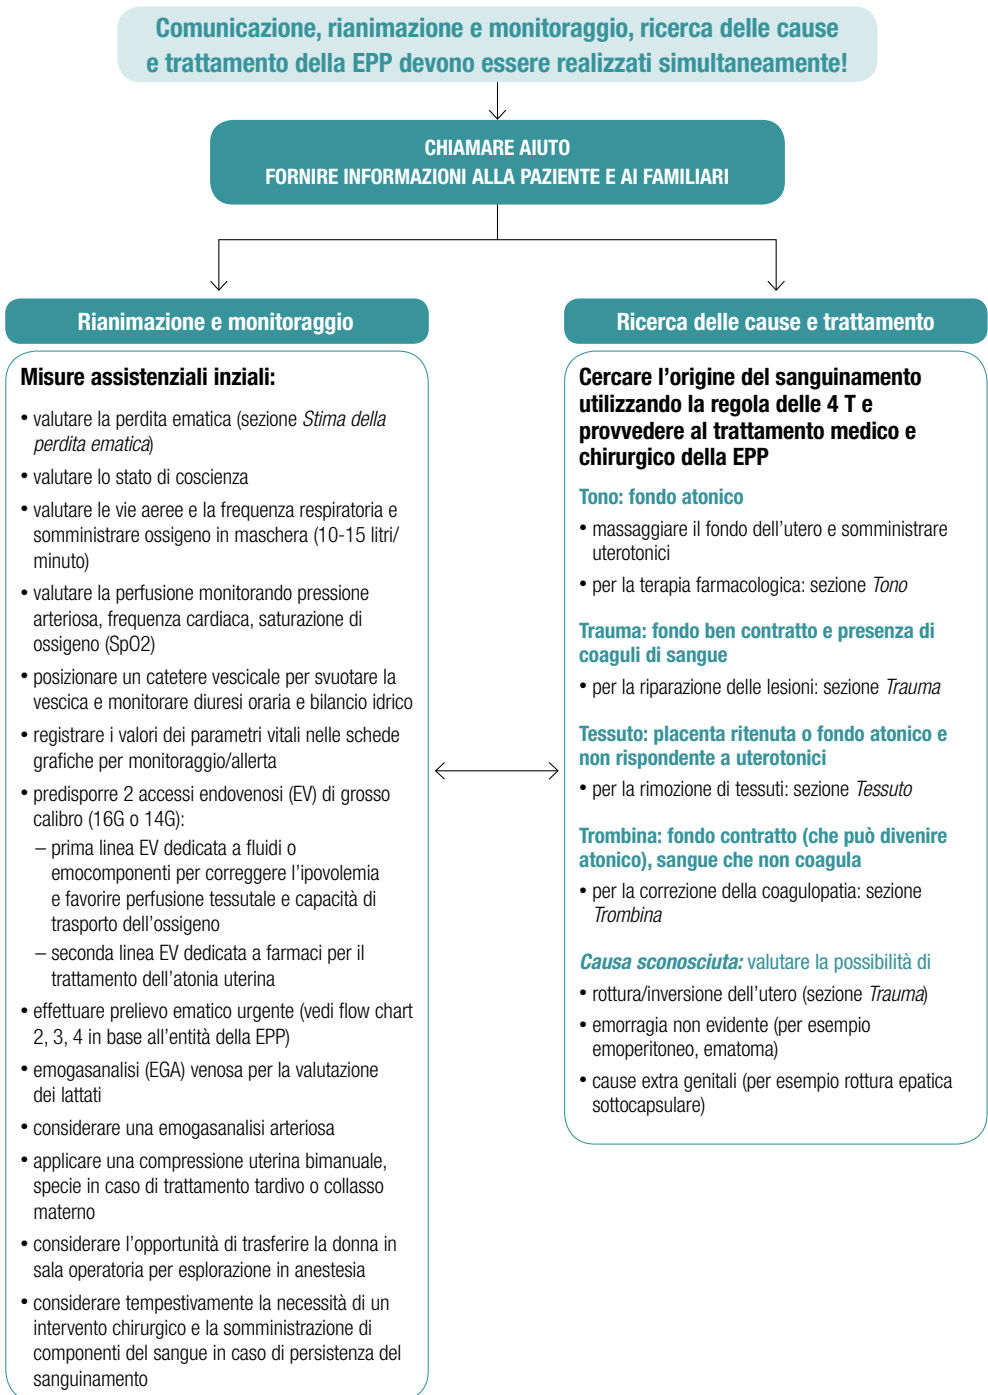 Comunicazione, rianimazione e monitoraggio, ricerca delle cause
e trattamento della EPP devono essere realizzati simultaneamente!
CHIAMARE AIUTO
FORNIRE INFORMAZIONI ALLA PAZIENTE E AI FAMILIARI
Rianimazione e monitoraggio
Misure assistenziali inziali:
• valutare la perdita ematica (sezione Stima della
perdita ematica)
• valutare lo stato di coscienza
• valutare le vie aeree e la frequenza respiratoria e
somministrare ossigeno in maschera (10-15 litri/
minuto)
• valutare la perfusione monitorando pressione
arteriosa, frequenza cardiaca, saturazione di
ossigeno (SpO2)
• posizionare un catetere vescicale per svuotare la
vescica e monitorare diuresi oraria e bilancio idrico
• registrare i valori dei parametri vitali nelle schede
grafiche per monitoraggio/allerta
• predisporre 2 accessi endovenosi (EV) di grosso
calibro (16G o 14G):
– prima linea EV dedicata a fluidi o
emocomponenti per correggere l'ipovolemia
e favorire perfusione tessutale e capacità di
trasporto dell'ossigeno
– seconda linea EV dedicata a farmaci per il
trattamento dell'atonia uterina
• effettuare prelievo ematico urgente (vedi flow chart
2, 3, 4 in base all'entità della EPP)
• emogasanalisi (EGA) venosa per la valutazione
dei lattati
• considerare una emogasanalisi arteriosa
• applicare una compressione uterina bimanuale,
specie in caso di trattamento tardivo o collasso
materno
• considerare l'opportunità di trasferire la donna in
sala operatoria per esplorazione in anestesia
• considerare tempestivamente la necessità di un
intervento chirurgico e la somministrazione di
componenti del sangue in caso di persistenza del
sanguinamento
Ricerca delle cause e trattamento
Cercare l'origine del sanguinamento
utilizzando la regola delle 4 T e
provvedere al trattamento medico e
chirurgico della EPP
Tono: fondo atonico
• massaggiare il fondo dell'utero e somministrare
uterotonici
• per la terapia farmacologica: sezione Tono
Trauma: fondo ben contratto e presenza di
coaguli di sangue
• per la riparazione delle lesioni: sezione Trauma
Tessuto: placenta ritenuta o fondo atonico e
non rispondente a uterotonici
• per la rimozione di tessuti: sezione Tessuto
Trombina: fondo contratto (che può divenire
atonico), sangue che non coagula
• per la correzione della coagulopatia: sezione
Trombina
Causa sconosciuta: valutare la possibilità di
• rottura/inversione dell'utero (sezione Trauma)
• emorragia non evidente (per esempio
emoperitoneo, ematoma)
• cause extra genitali (per esempio rottura epatica
sottocapsulare)